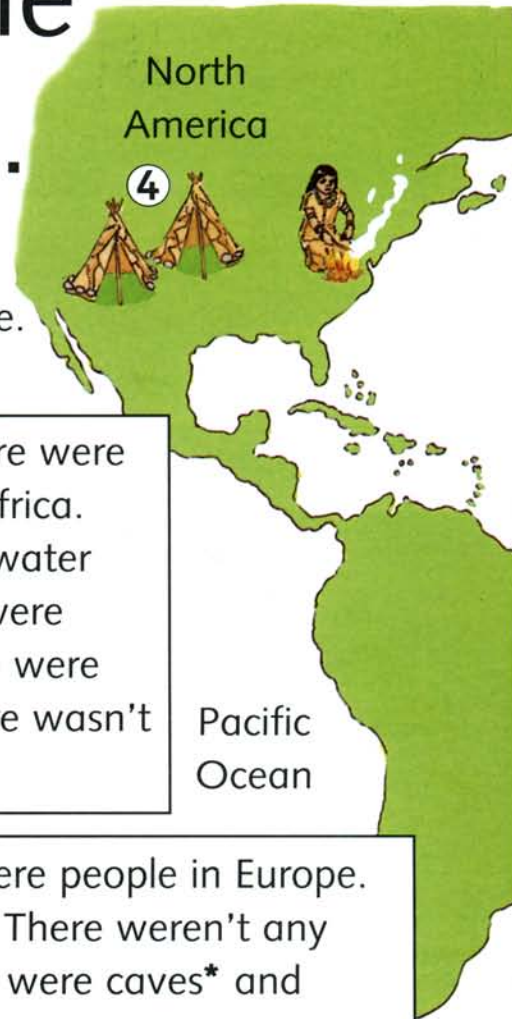 North
America
.
4
e.
re were
frica.
water
were
were
e wasn't
Pacific
Ocean
ere people in Europe.
There weren't any
were caves* and